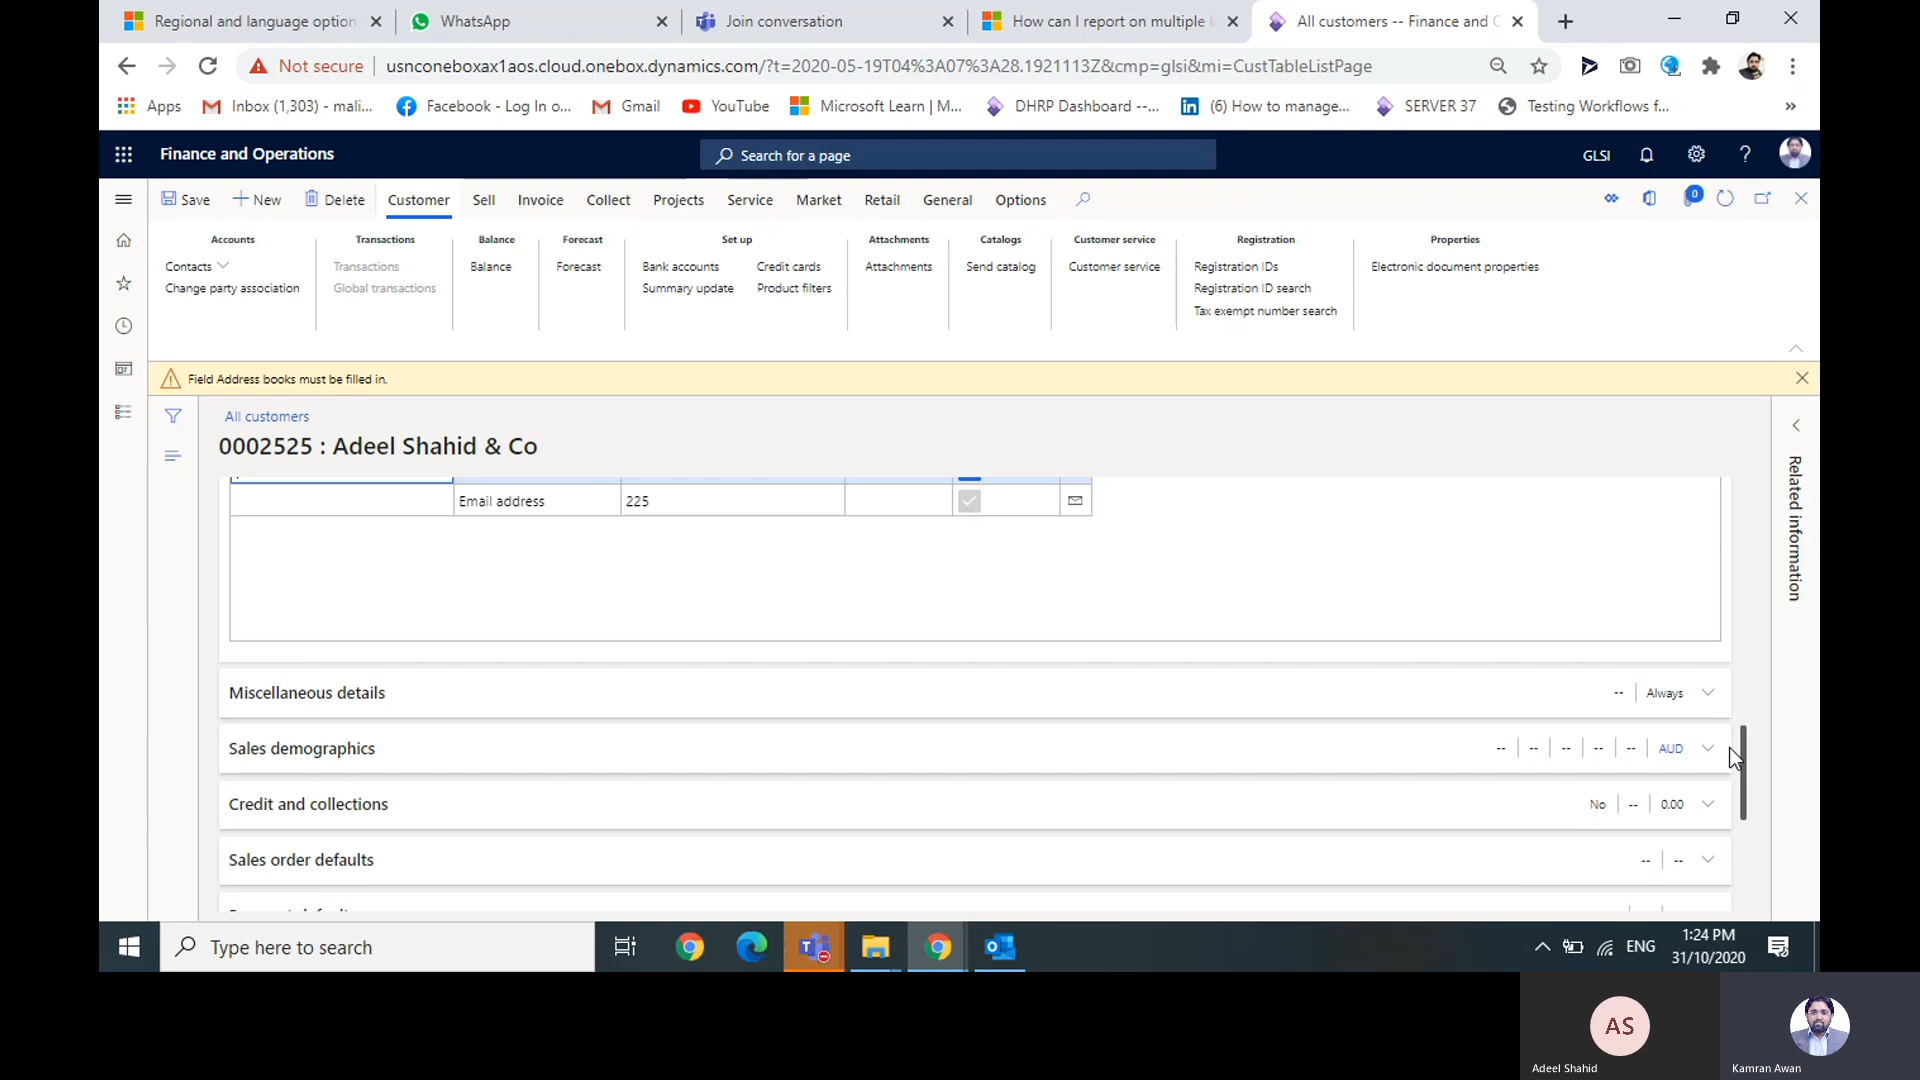 Regional and language option
WhatsApp
Join conversation
How can I report on multiple l
All customers -- Finance and O
Not secure
usnconeboxax1aos.cloud.onebox.dynamics.com/?t=2020-05-19T04%3A07%3A28.1921113Z&cmp=glsi&mi=CustTableListPage
Apps
Inbox (1,303) - mali...
Facebook - Log In o...
Gmail
YouTube
Microsoft Learn | M...
DHRP Dashboard --...
(6) How to manage...
SERVER 37
Testing Workflows f...
»
Finance and Operations
Search for a page
GLSI
?
Save
New
Delete
Customer
Sell
Invoice
Collect
Projects
Service
Market
Retail
General
Options
0
Accounts
Transactions
Balance
Forecast
Set up
Attachments
Catalogs
Customer service
Registration
Properties
Contacts
Transactions
Balance
Forecast
Bank accounts
Credit cards
Attachments
Send catalog
Customer service
Registration IDs
Electronic document properties
Change party association
Global transactions
Summary update
Product filters
Registration ID search
Tax exempt number search
Field Address books must be filled in.
All customers
0002525 : Adeel Shahid & Co
Related information
Email address
225
Miscellaneous details
-- | Always
Sales demographics
-- | -- | -- | -- | -- | AUD
Credit and collections
No | -- | 0.00
Sales order defaults
-- | --
Type here to search
ENG
1:24 PM
31/10/2020
AS
Adeel Shahid
Kamran Awan